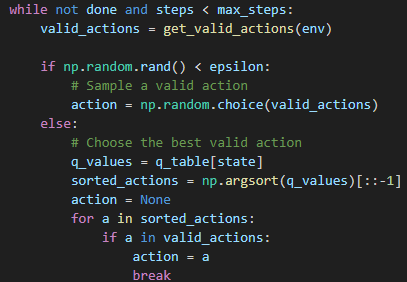 while not done and steps < max_steps:
    valid_actions = get_valid_actions(env)

    if np.random.rand() < epsilon:
        # Sample a valid action
        action = np.random.choice(valid_actions)
    else:
        # Choose the best valid action
        q_values = q_table[state]
        sorted_actions = np.argsort(q_values)[::-1]
        action = None
        for a in sorted_actions:
            if a in valid_actions:
                action = a
                break